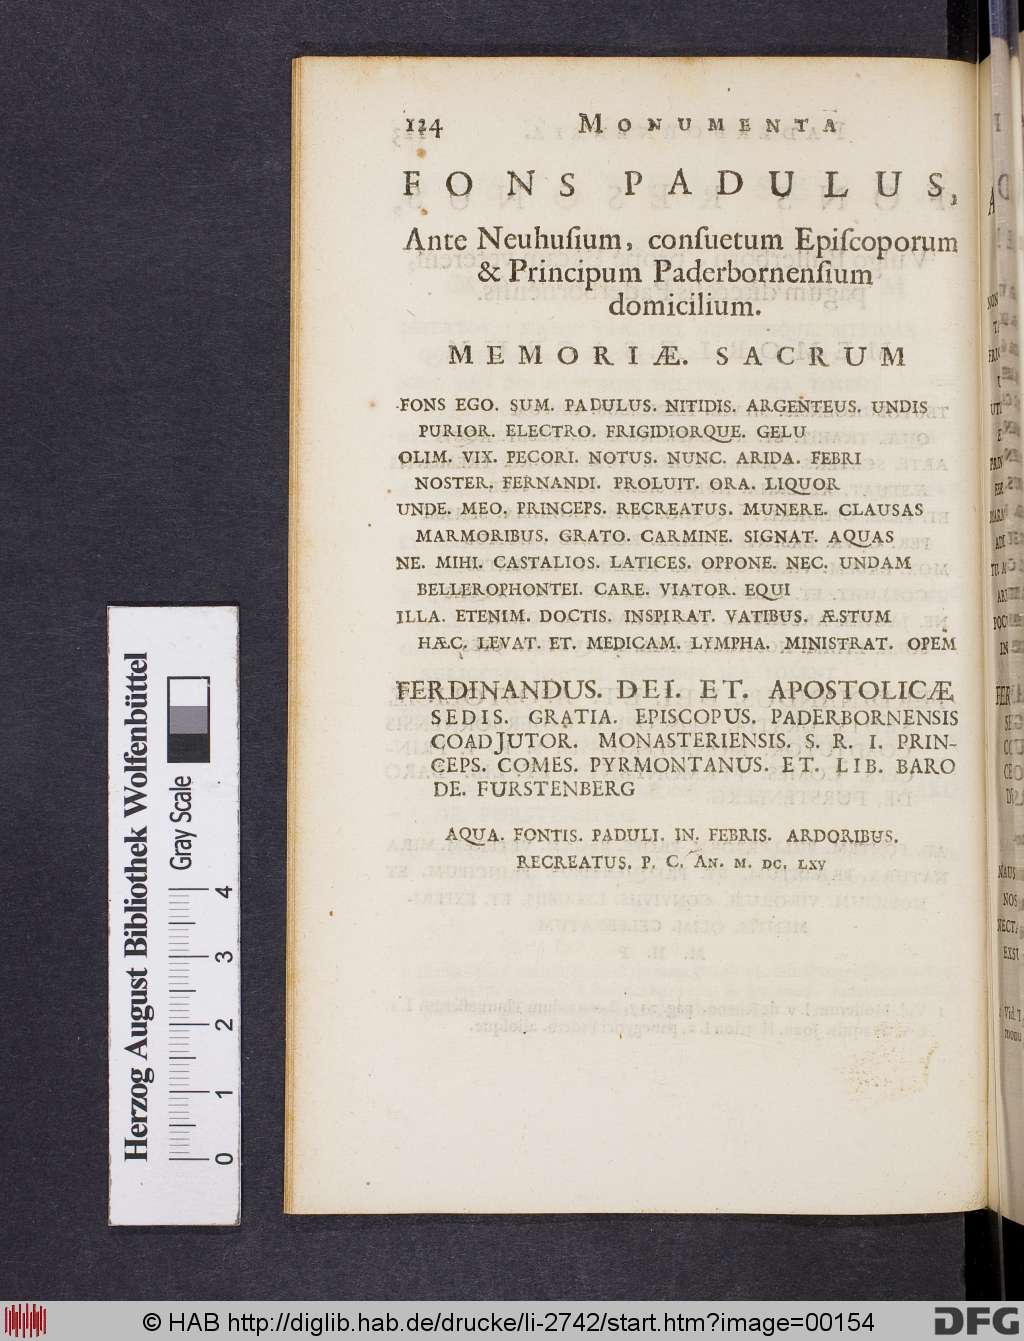 124 MONUMENTA
FONS PADULUS,
Ante Neuhuſium, conſuetum Epiſcoporum
& Principum Paderbornenſium
domicilium.
MEMORIÆ. SACRUM
FONS EGO. SUM. PADULUS. NITIDIS. ARGENTEUS. UNDIS
PURIOR. ELECTRO. FRIGIDIORQUE. GELU
OLIM. VIX. PECORI. NOTUS. NUNC. ARIDA. FEBRI
NOSTER. FERNANDI. PROLUIT. ORA. LIQUOR
UNDE. MEO. PRINCEPS. RECREATUS. MUNERE. CLAUSAS
MARMORIBUS. GRATO. CARMINE. SIGNAT. AQUAS
NE. MIHI. CASTALIOS. LATICES. OPPONE. NEC. UNDAM
BELLEROPHONTEI. CARE. VIATOR. EQUI
ILLA. ETENIM. DOCTIS. INSPIRAT. VATIBUS. ÆSTUM
HÆC. LEVAT. ET. MEDICAM. LYMPHA. MINISTRAT. OPEM
FERDINANDUS. DEI. ET. APOSTOLICÆ
SEDIS. GRATIA. EPISCOPUS. PADERBORNENSIS
COADJUTOR. MONASTERIENSIS. S. R. I. PRIN-
CEPS. COMES. PYRMONTANUS. ET. LIB. BARO
DE. FURSTENBERG
AQUA. FONTIS. PADULI. IN. FEBRIS. ARDORIBUS.
RECREATUS. P. C. AN. M. DC. LXV
Herzog August Bibliothek Wolfenbüttel
Gray Scale
0 1 2 3 4
© HAB http://diglib.hab.de/drucke/li-2742/start.htm?image=00154
DFG